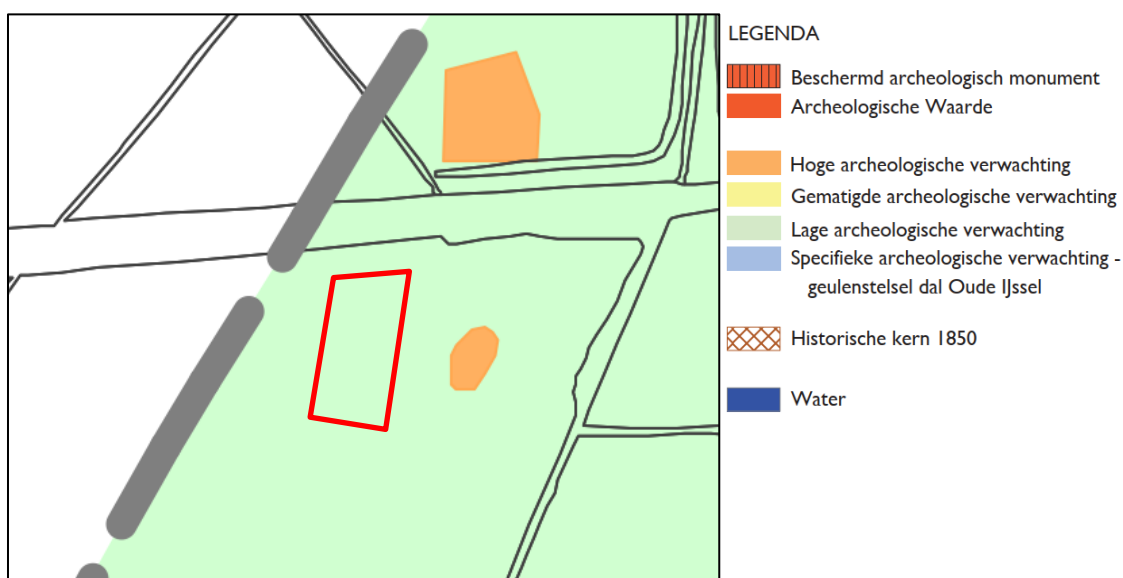 LEGENDA
Beschermd archeologisch monument
Archeologische Waarde
Hoge archeologische verwachting
Gematigde archeologische verwachting
Lage archeologische verwachting
Specifieke archeologische verwachting -
geulenstelsel dal Oude IJssel
Historische kern 1850
Water